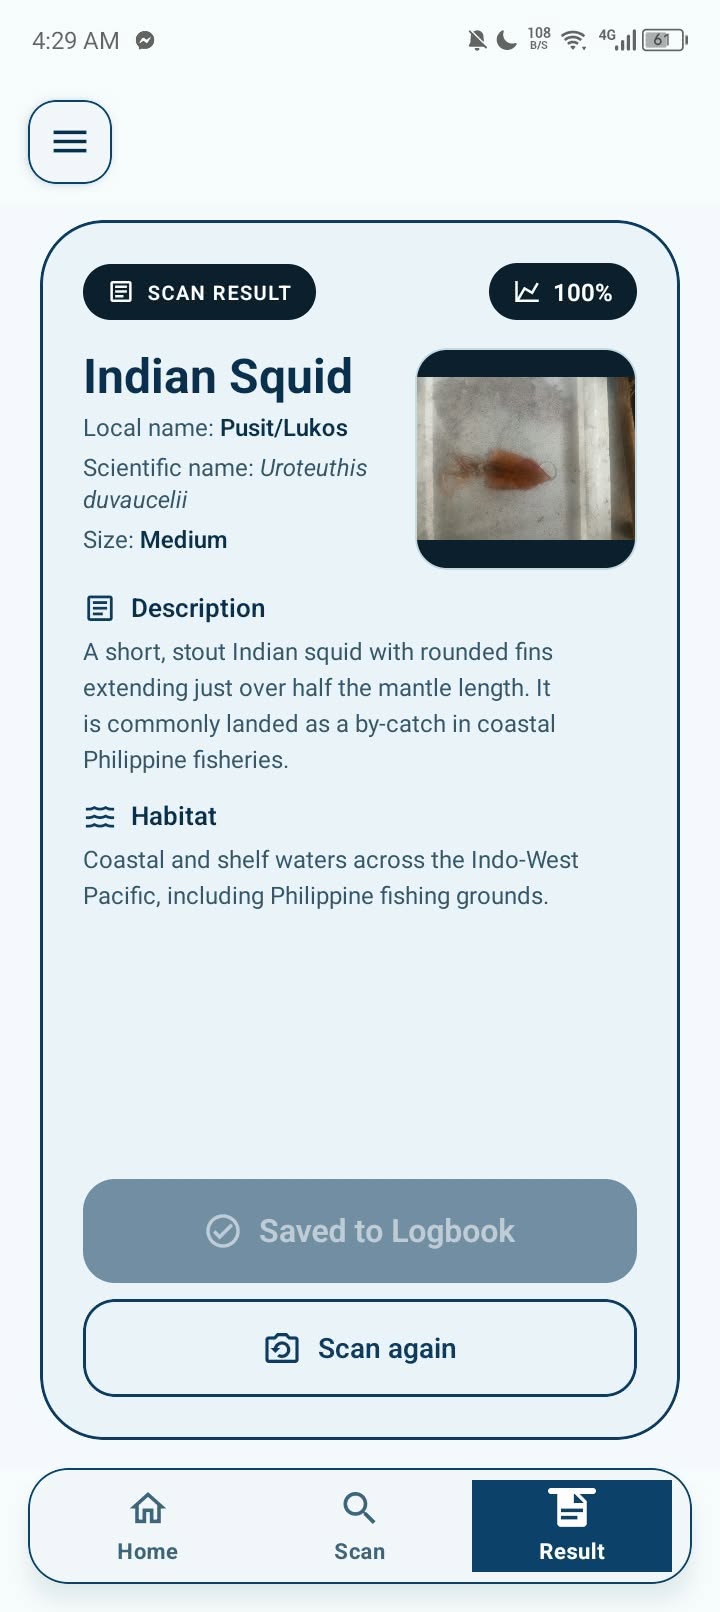 4:29 AM
108
B/S
4G
61
SCAN RESULT
100%
Indian Squid
Local name: Pusit/Lukos
Scientific name: Uroteuthis
duvaucelii
Size: Medium
Description
A short, stout Indian squid with rounded fins
extending just over half the mantle length. It
is commonly landed as a by-catch in coastal
Philippine fisheries.
Habitat
Coastal and shelf waters across the Indo-West
Pacific, including Philippine fishing grounds.
Saved to Logbook
Scan again
Home
Scan
Result